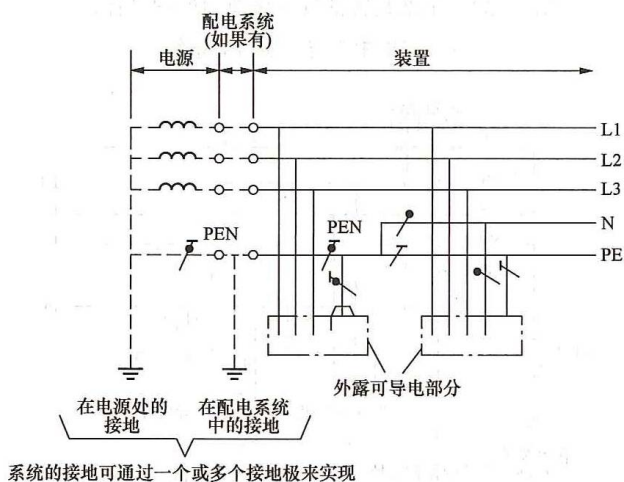 配电系统
(如果有)
电源
装置
L1
L2
L3
N
PEN
PEN
PE
外露可导电部分
在电源处的
接地
在配电系统
中的接地
系统的接地可通过一个或多个接地极来实现